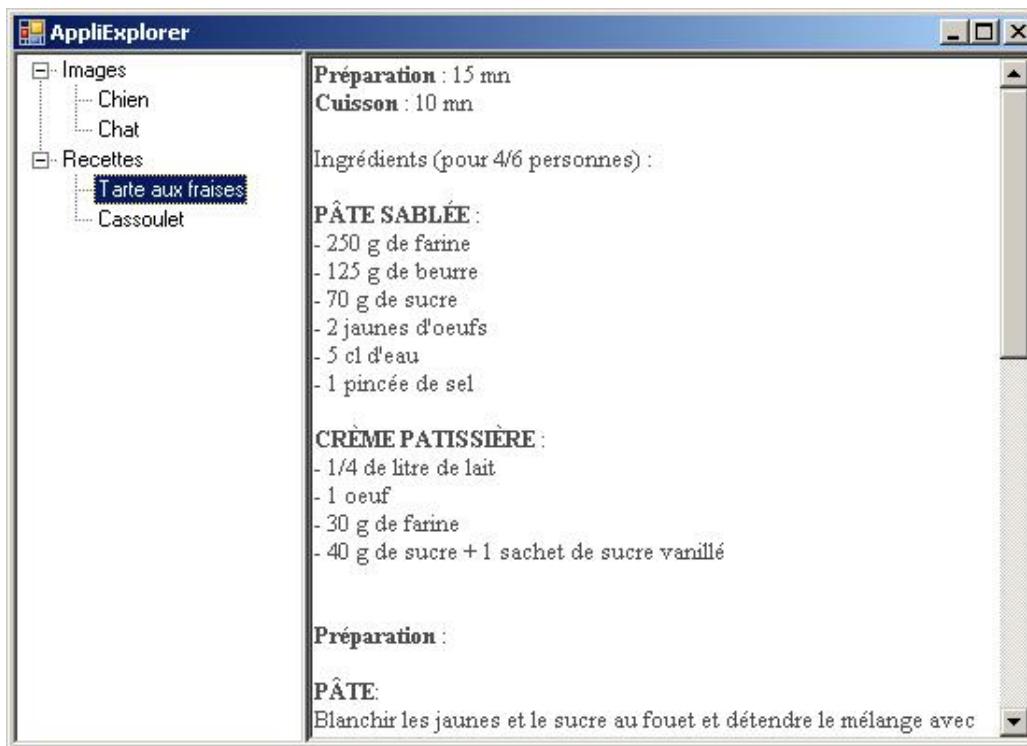 AppliExplorer
Images
Chien
Chat
Recettes
Tarte aux fraises
Cassoulet
Préparation : 15 mn
Cuisson : 10 mn
Ingrédients (pour 4/6 personnes) :
PÂTE SABLÉE :
- 250 g de farine
- 125 g de beurre
- 70 g de sucre
- 2 jaunes d'oeufs
- 5 cl d'eau
- 1 pincée de sel
CRÈME PATISSIÈRE :
- 1/4 de litre de lait
- 1 oeuf
- 30 g de farine
- 40 g de sucre + 1 sachet de sucre vanillé
Préparation :
PÂTE:
Blanchir les jaunes et le sucre au fouet et détendre le mélange avec